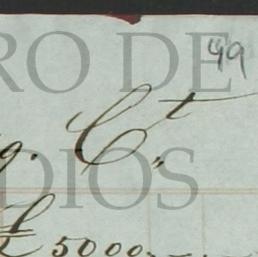 49
g. Ct.
£ 5000
RO DE
DIOS